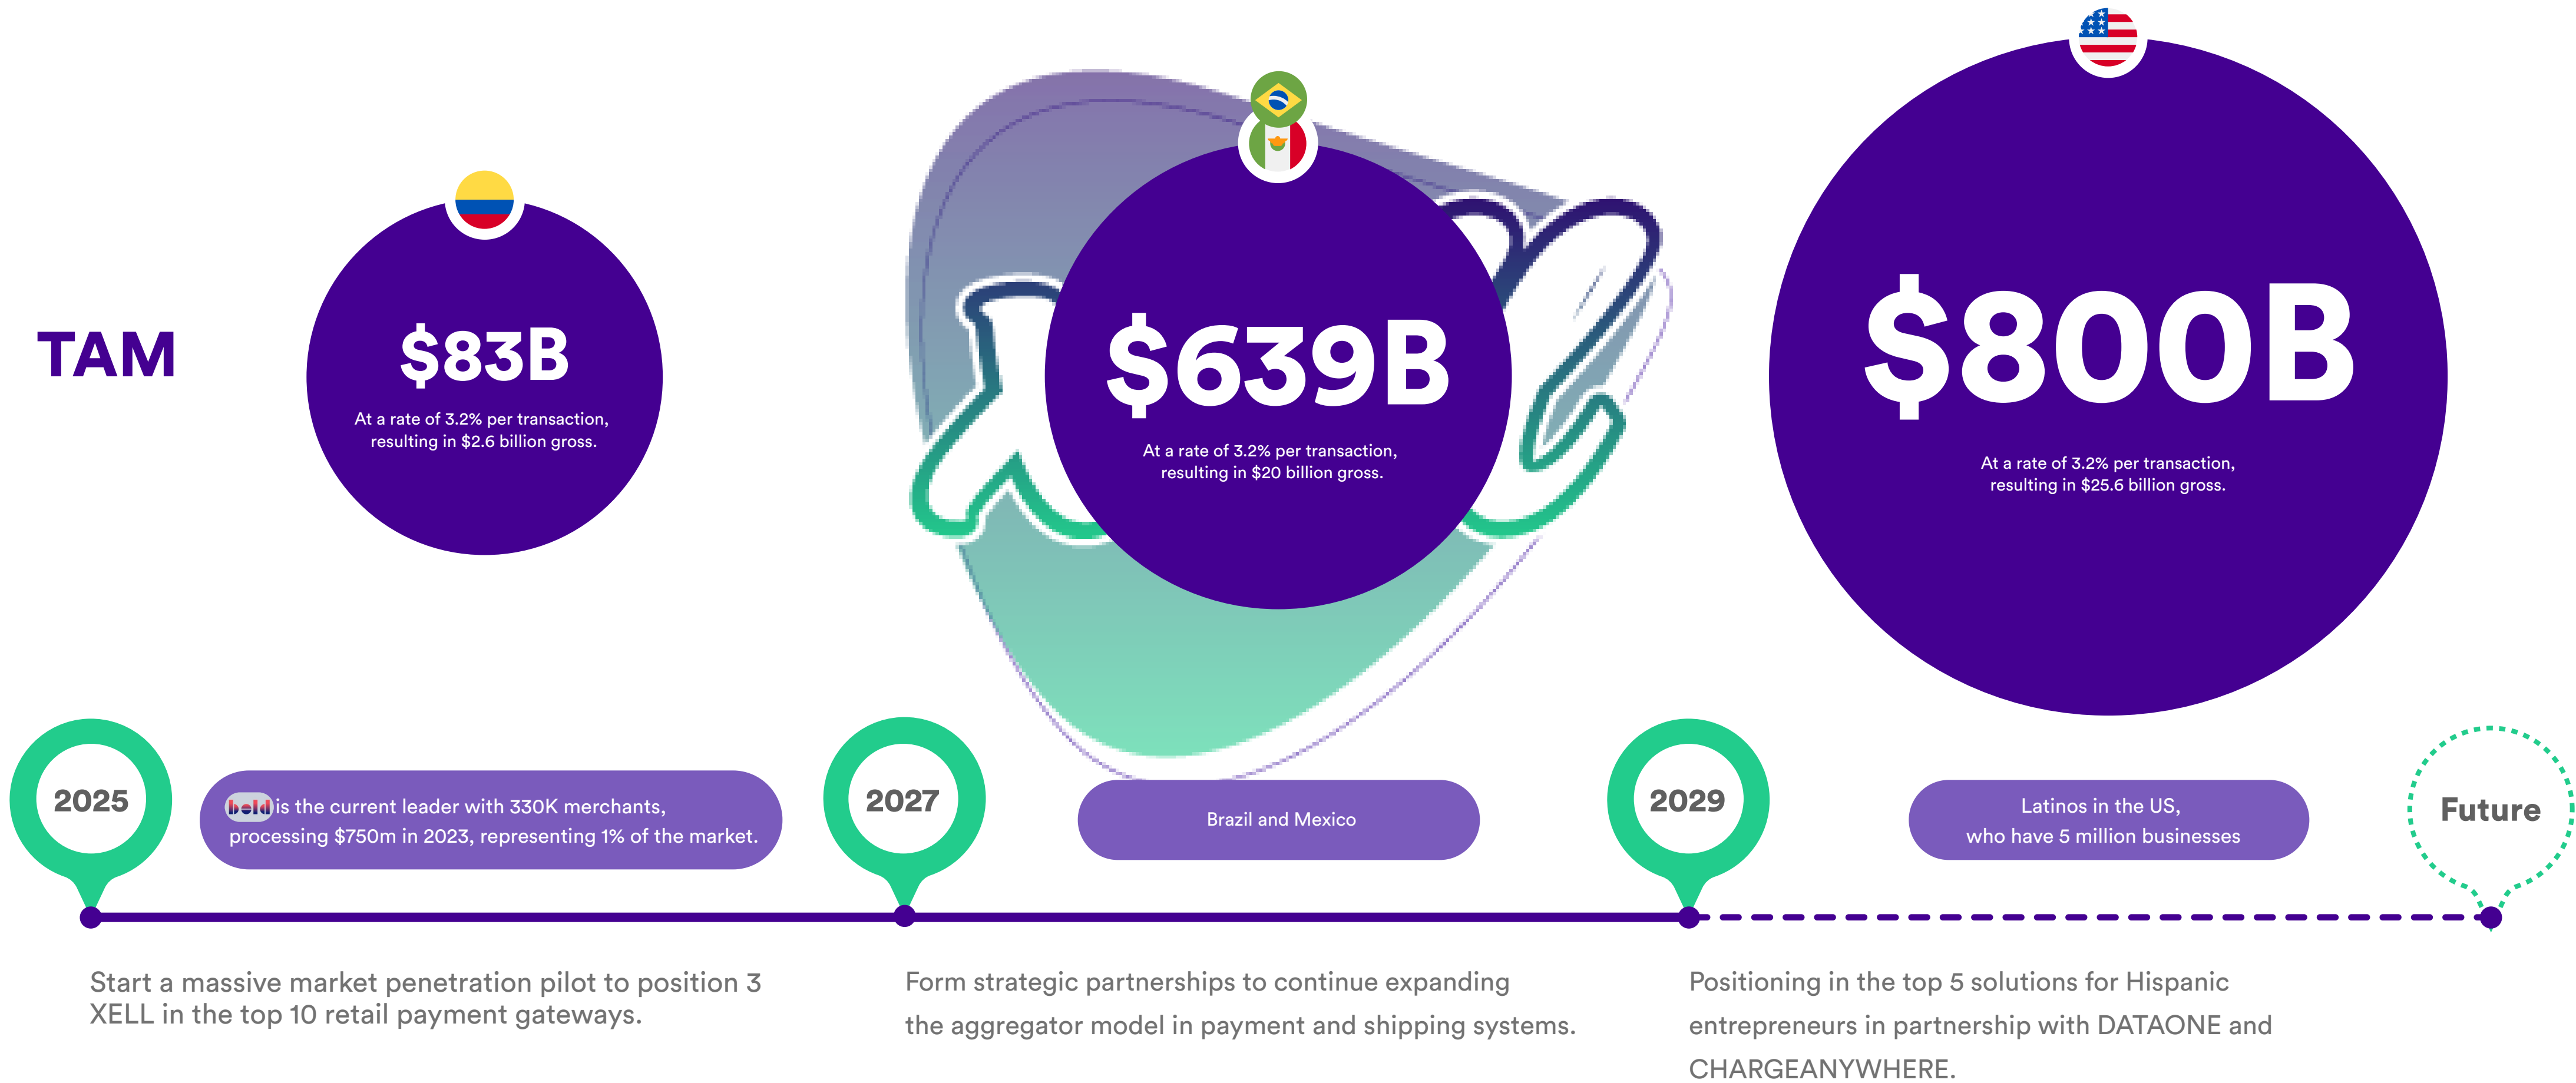 TAM
$83B
At a rate of 3.2% per transaction,
resulting in $2.6 billion gross.
$639B
At a rate of 3.2% per transaction,
resulting in $20 billion gross.
$800B
At a rate of 3.2% per transaction,
resulting in $25.6 billion gross.
2025
bold is the current leader with 330K merchants,
processing $750m in 2023, representing 1% of the market.
2027
Brazil and Mexico
2029
Latinos in the US,
who have 5 million businesses
Future
Start a massive market penetration pilot to position 3
XELL in the top 10 retail payment gateways.
Form strategic partnerships to continue expanding
the aggregator model in payment and shipping systems.
Positioning in the top 5 solutions for Hispanic
entrepreneurs in partnership with DATAONE and
CHARGEANYWHERE.